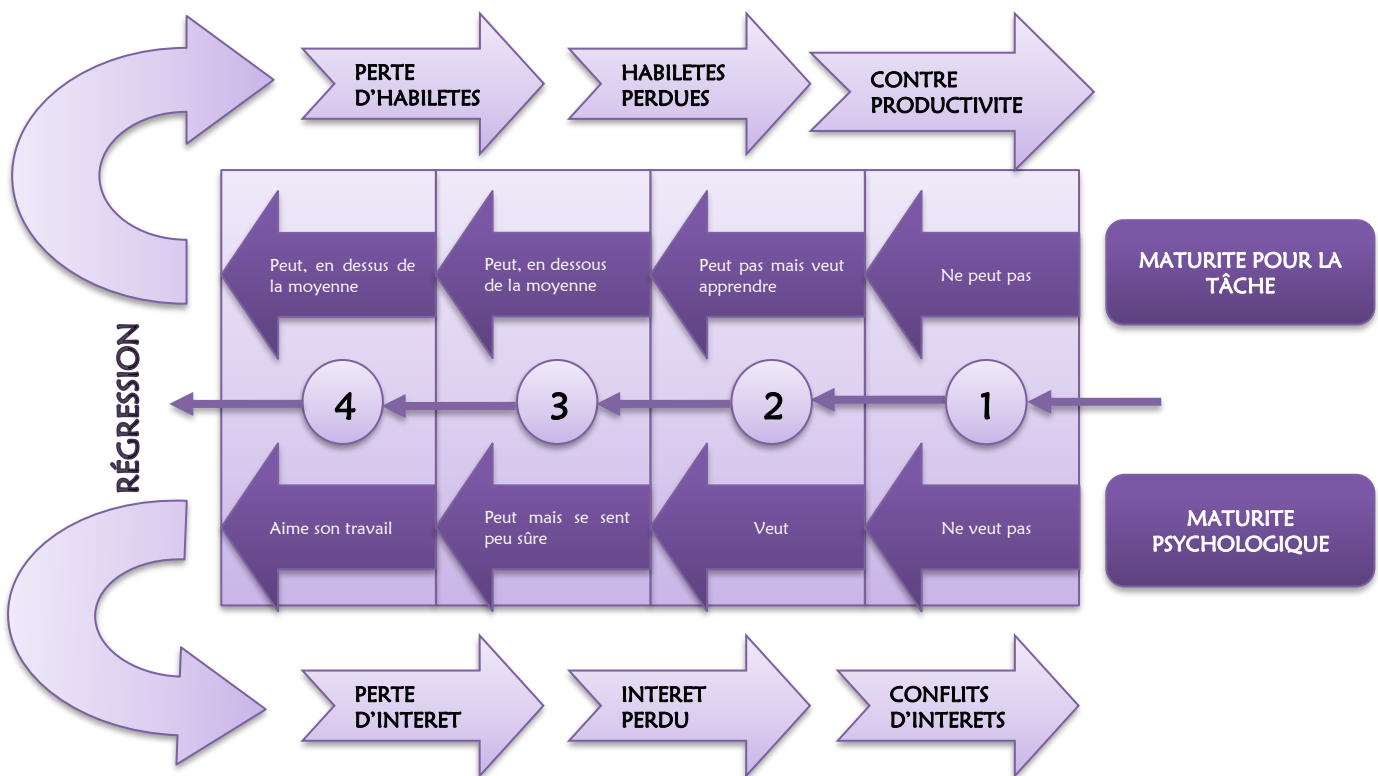 PERTE
D'HABILETES
HABILETES
PERDUES
CONTRE
PRODUCTIVITE
Peut, en dessus de
la moyenne
Peut, en dessous
de la moyenne
Peut pas mais veut
apprendre
Ne peut pas
MATURITE POUR LA
TÂCHE
RÉGRESSION
4
3
2
1
Aime son travail
Peut mais se sent
peu sûre
Veut
Ne veut pas
MATURITE
PSYCHOLOGIQUE
PERTE
D'INTERET
INTERET
PERDU
CONFLITS
D'INTERETS